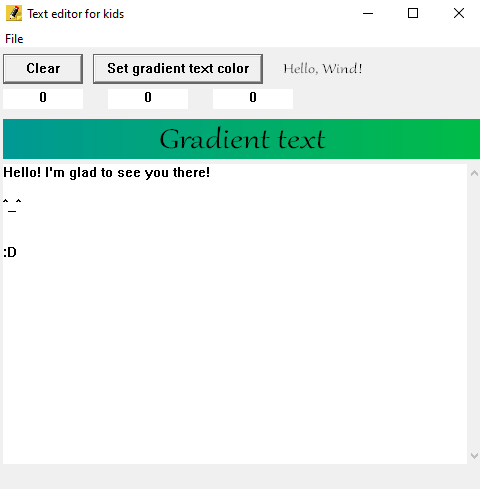 Text editor for kids
File
Clear Set gradient text color Hello, Wind!
0 0 0
Gradient text
Hello! I'm glad to see you there!
^_^
:D